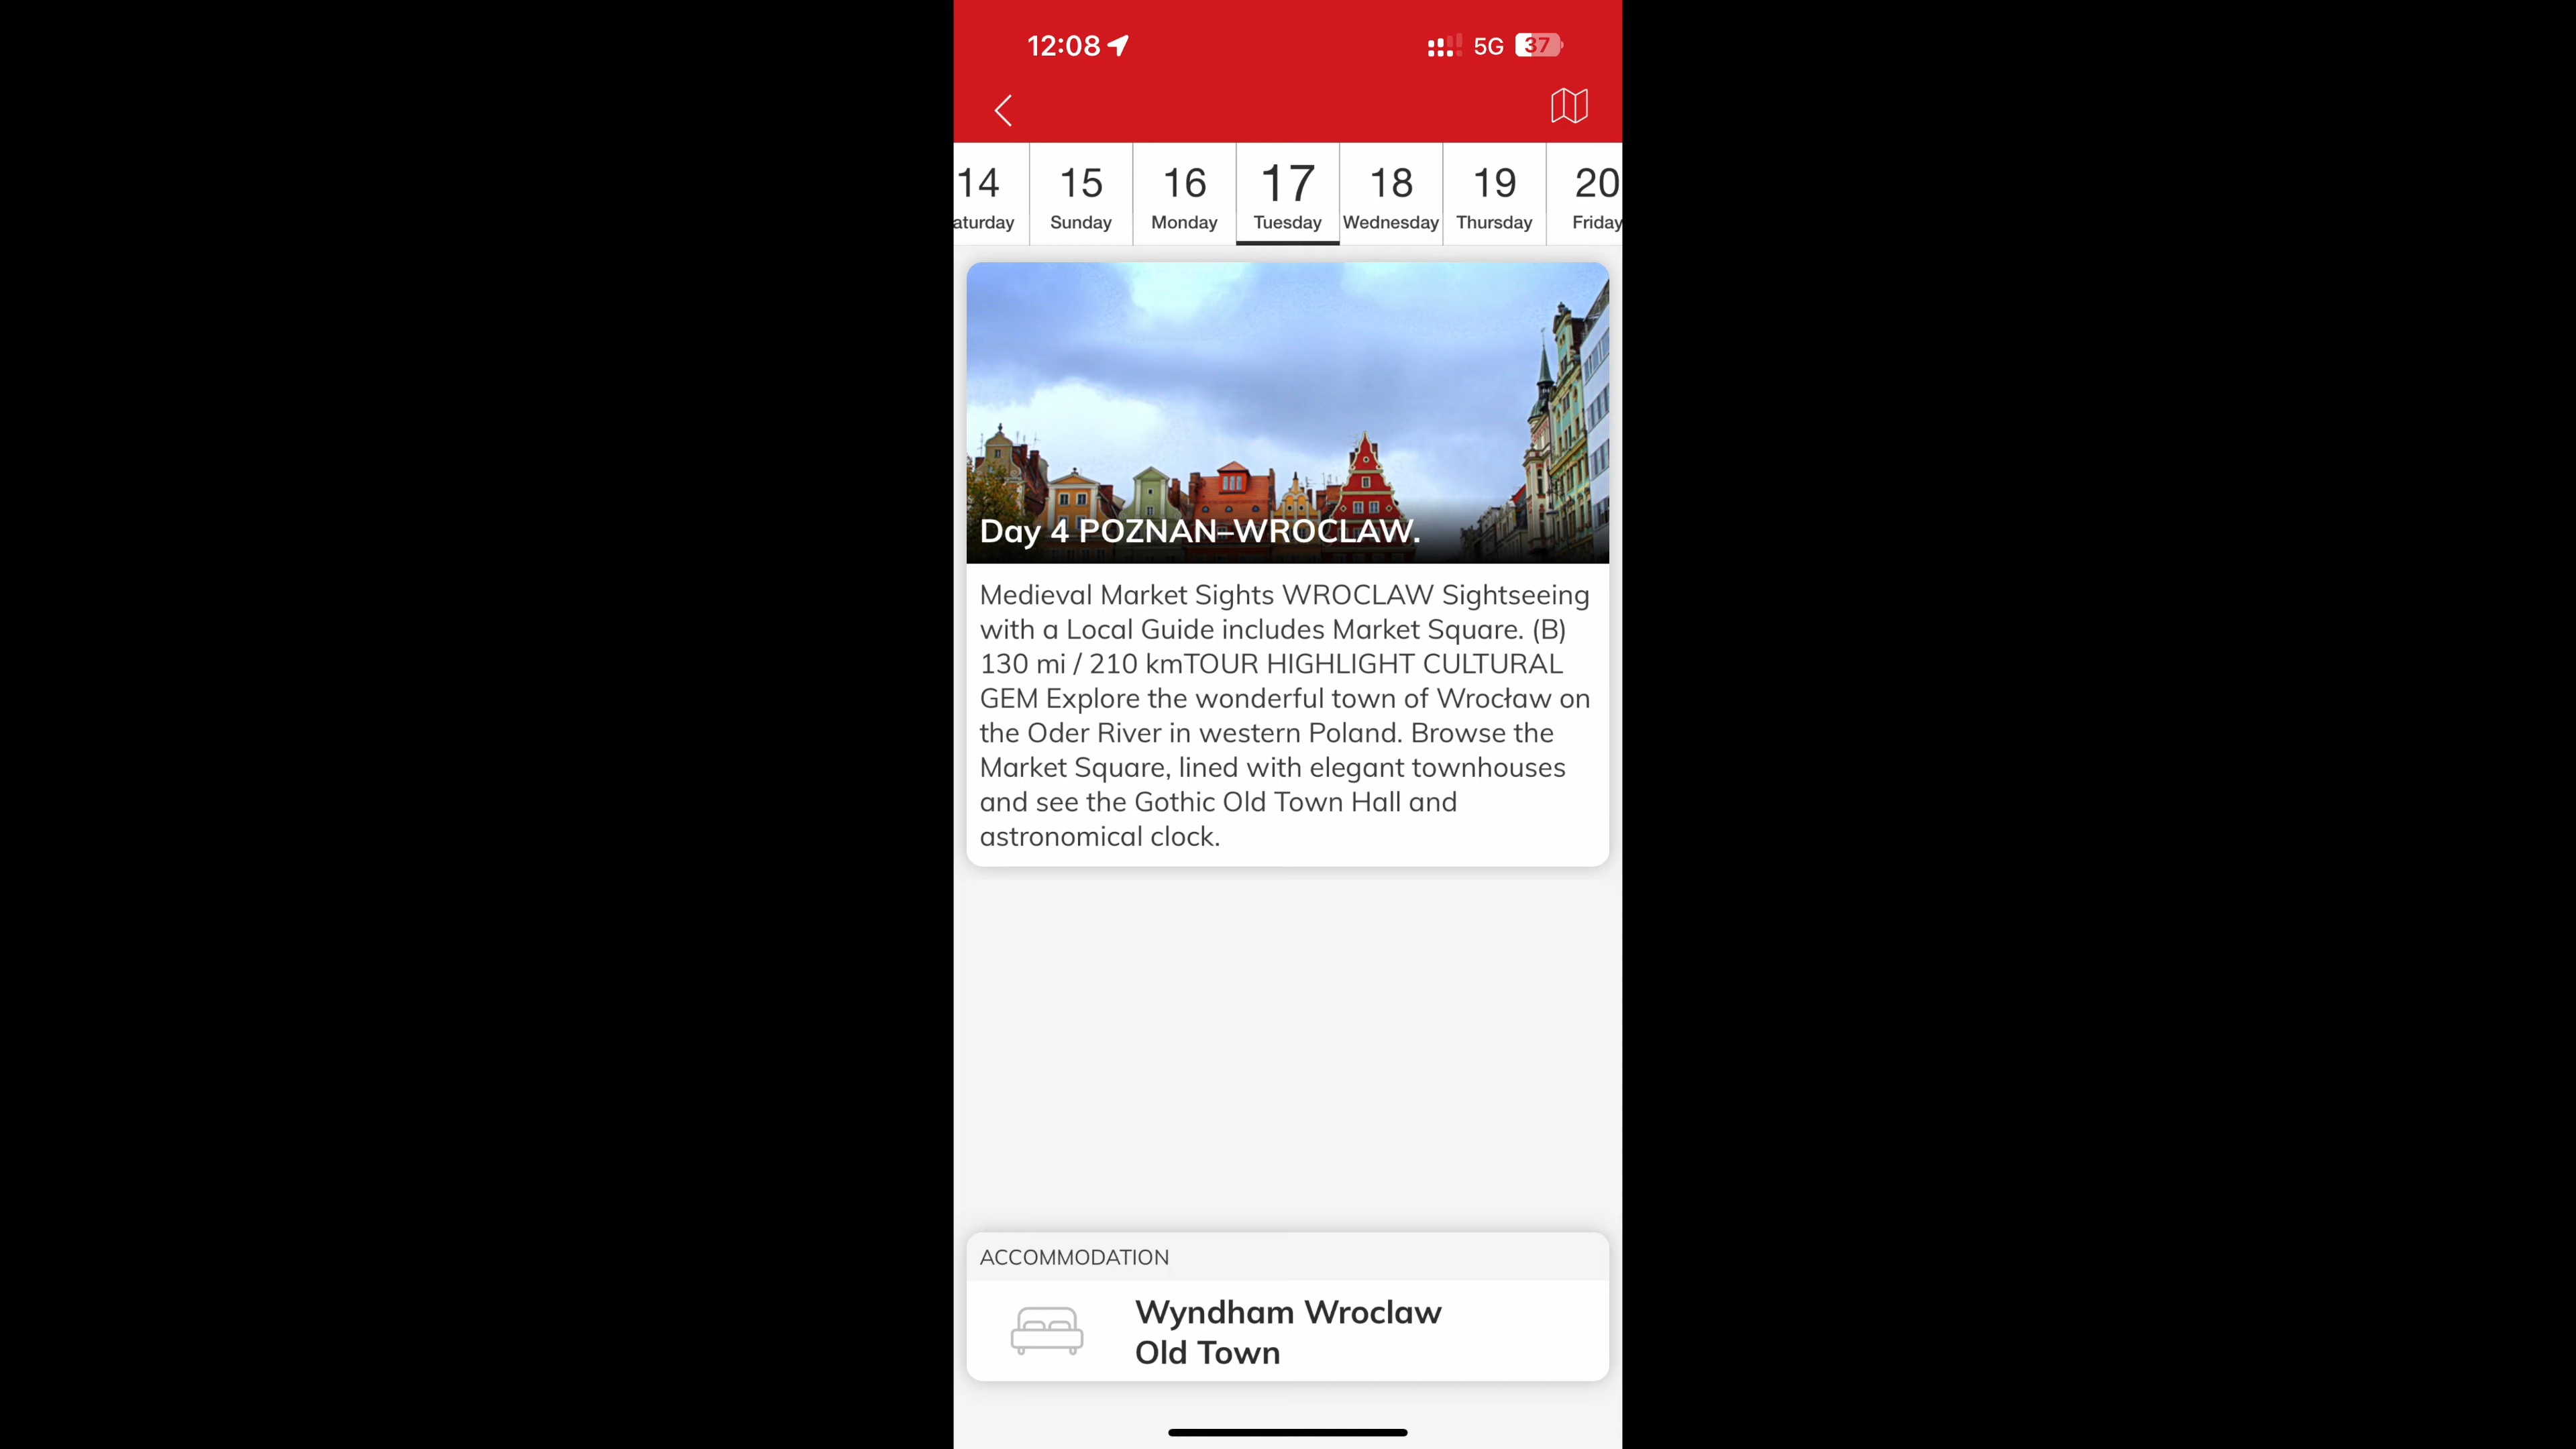 12:08 5G 37
14 15 16 17 18 19 20
aturday Sunday Monday Tuesday Wednesday Thursday Friday
Day 4 POZNAN–WROCLAW.
Medieval Market Sights WROCLAW Sightseeing
with a Local Guide includes Market Square. (B)
130 mi / 210 kmTOUR HIGHLIGHT CULTURAL
GEM Explore the wonderful town of Wrocław on
the Oder River in western Poland. Browse the
Market Square, lined with elegant townhouses
and see the Gothic Old Town Hall and
astronomical clock.
ACCOMMODATION
Wyndham Wroclaw
Old Town